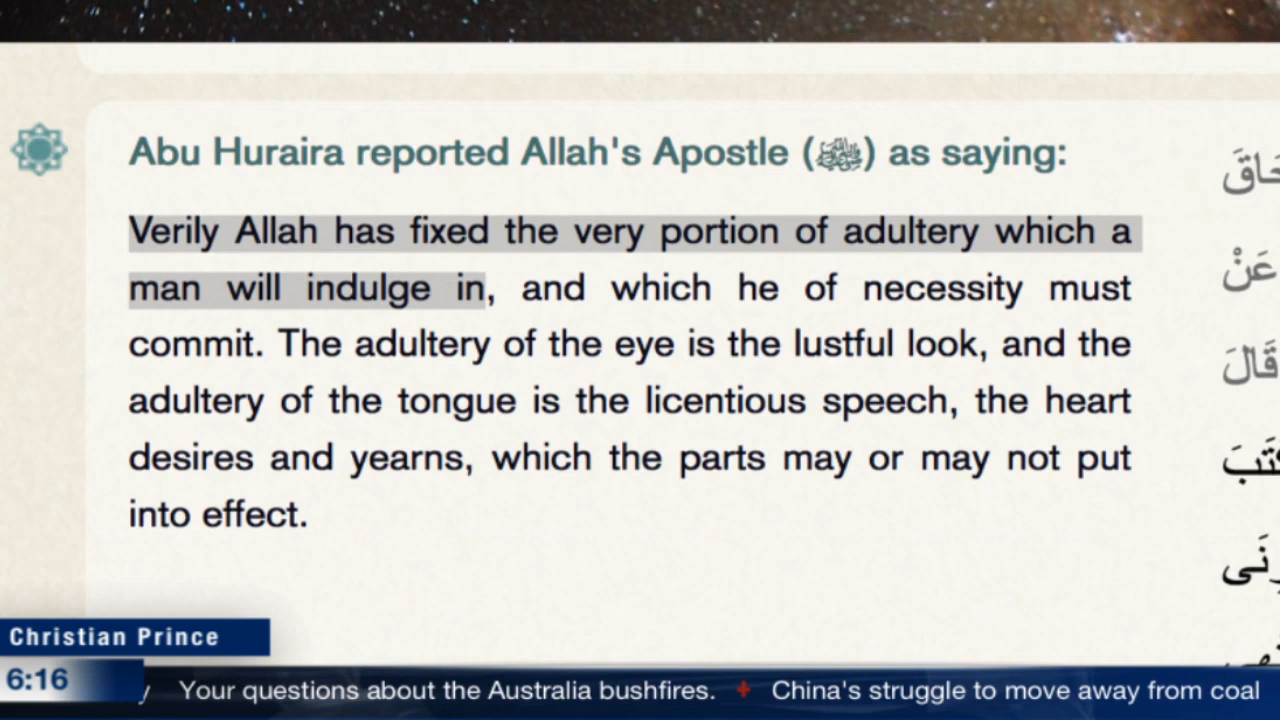 Abu Huraira reported Allah's Apostle (ﷺ) as saying:
Verily Allah has fixed the very portion of adultery which a
man will indulge in, and which he of necessity must
commit. The adultery of the eye is the lustful look, and the
adultery of the tongue is the licentious speech, the heart
desires and yearns, which the parts may or may not put
into effect.
عَنْ
قَالَ
Christian Prince
6:16
Your questions about the Australia bushfires. + China's struggle to move away from coal